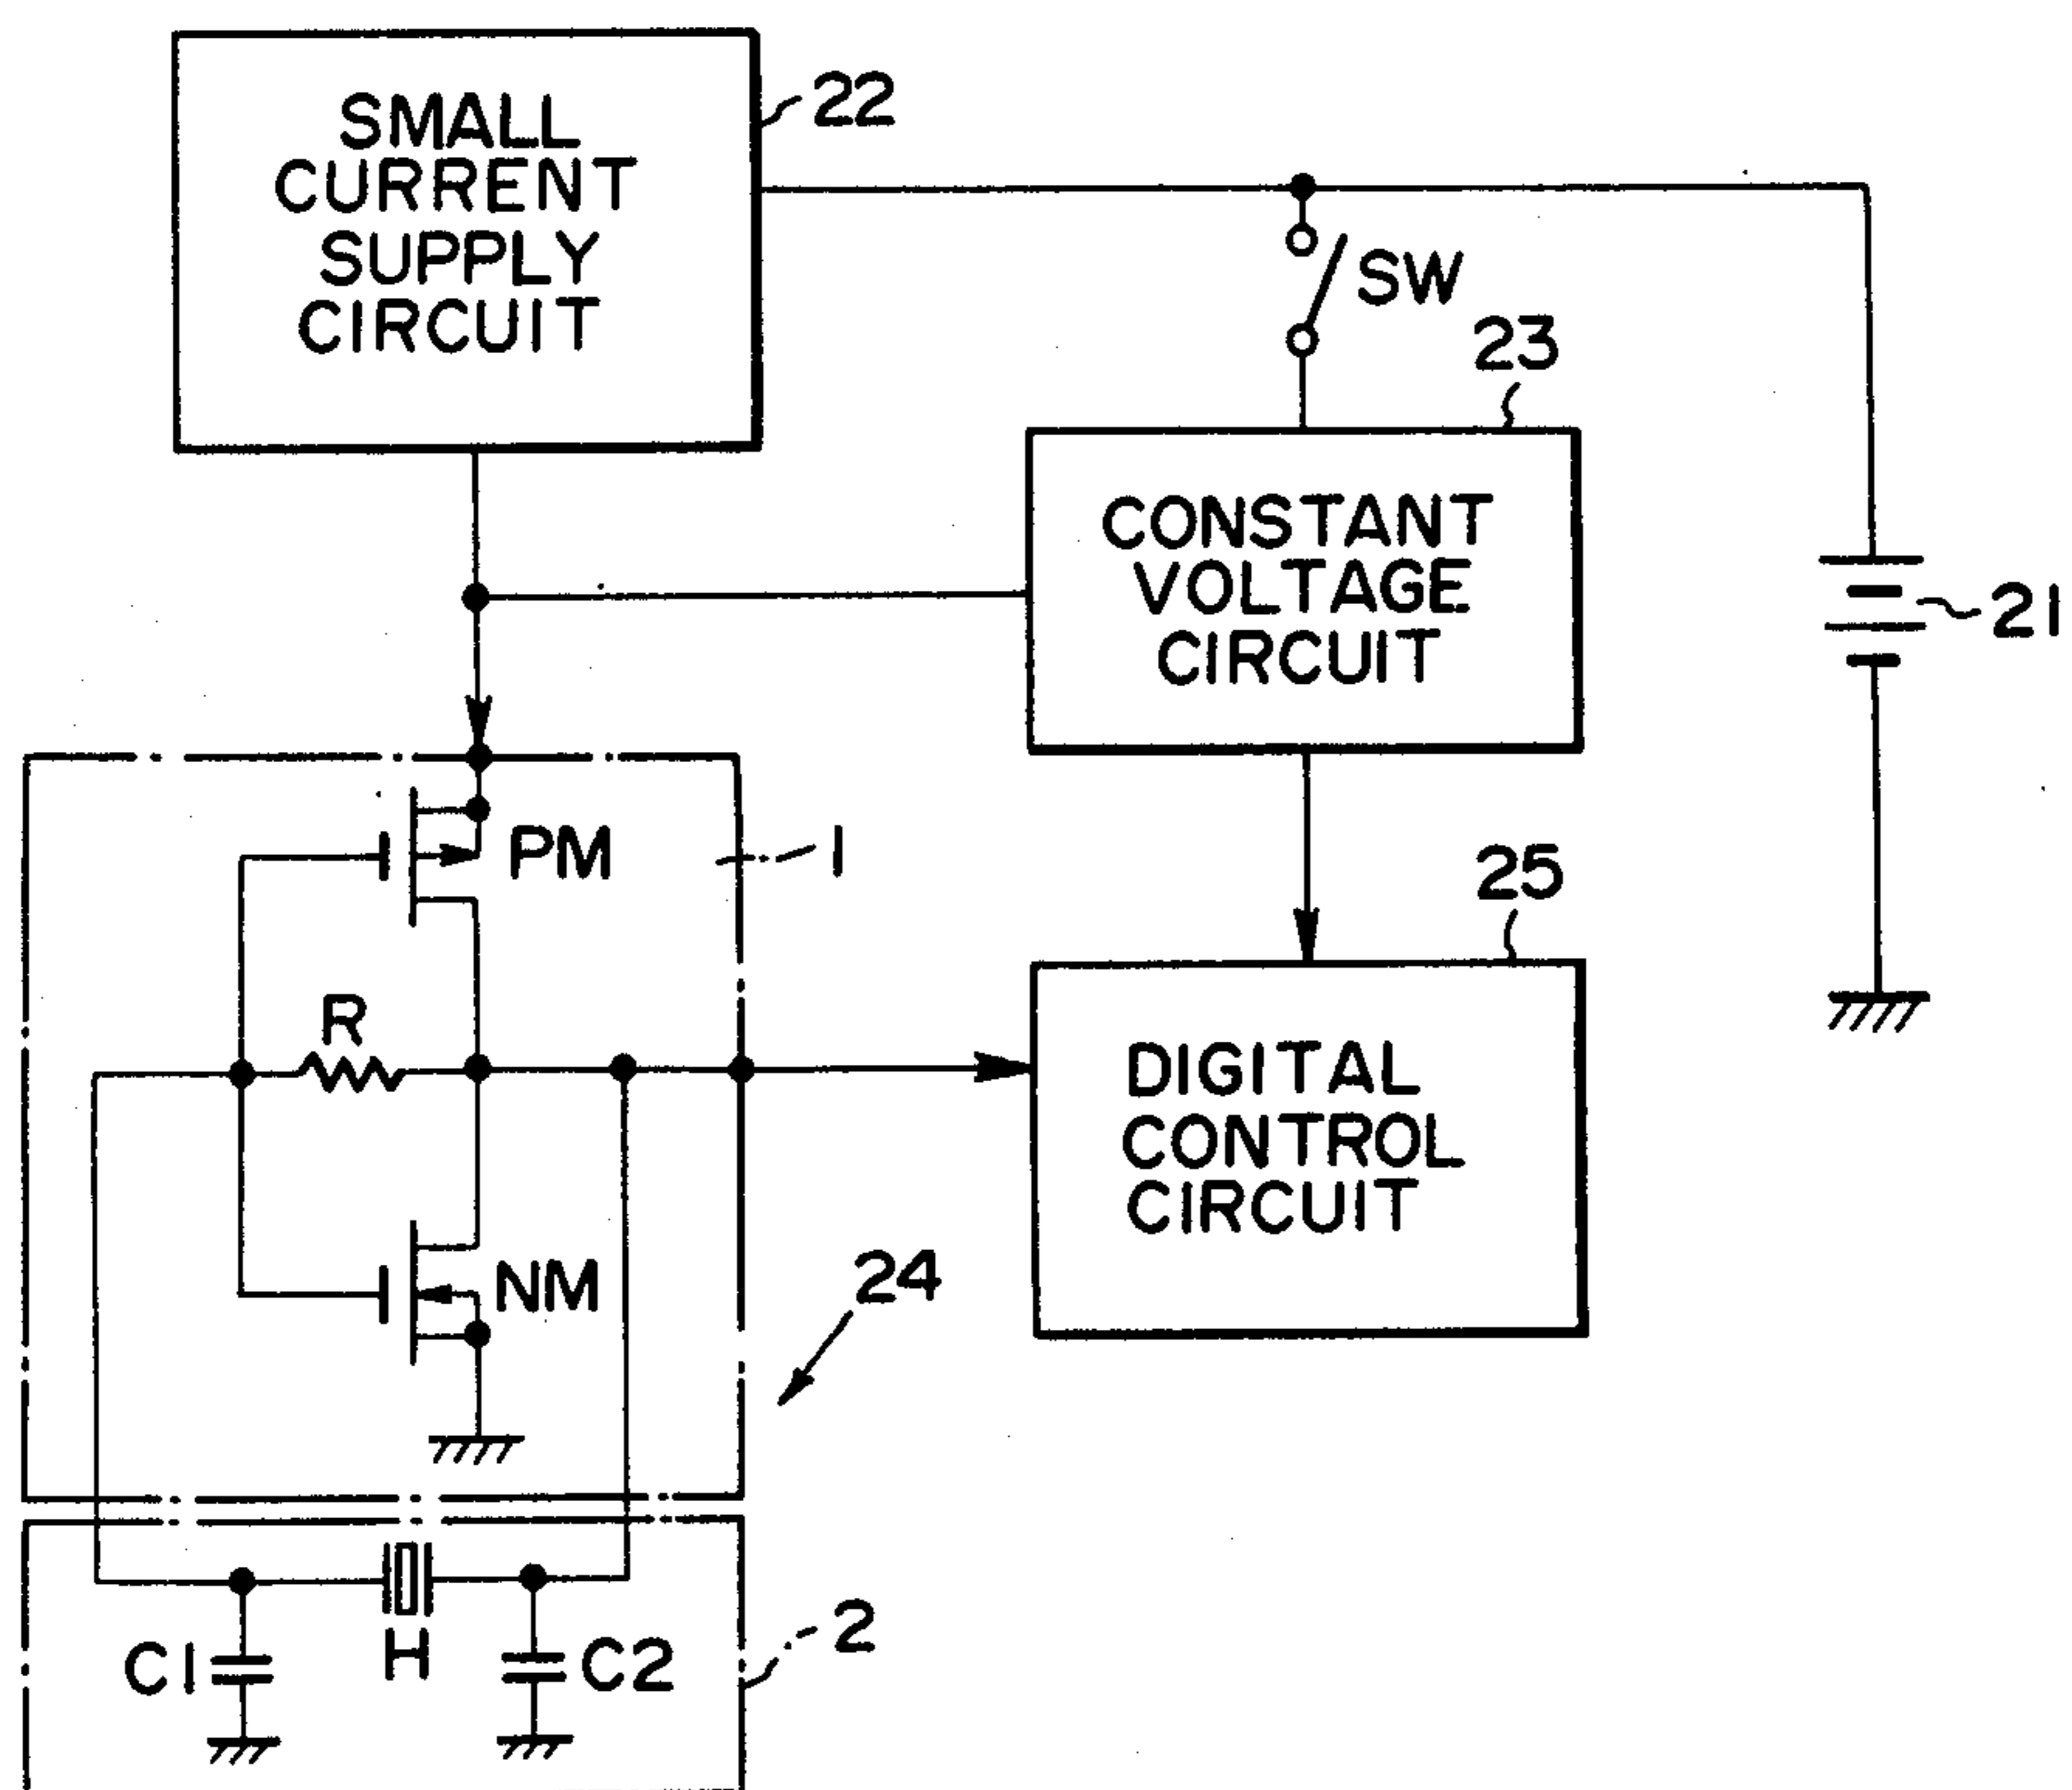 SMALL
CURRENT
SUPPLY
CIRCUIT
22
SW
23
CONSTANT
VOLTAGE
CIRCUIT
21
PM
1
25
R
DIGITAL
CONTROL
CIRCUIT
NM
24
C1
H
C2
2